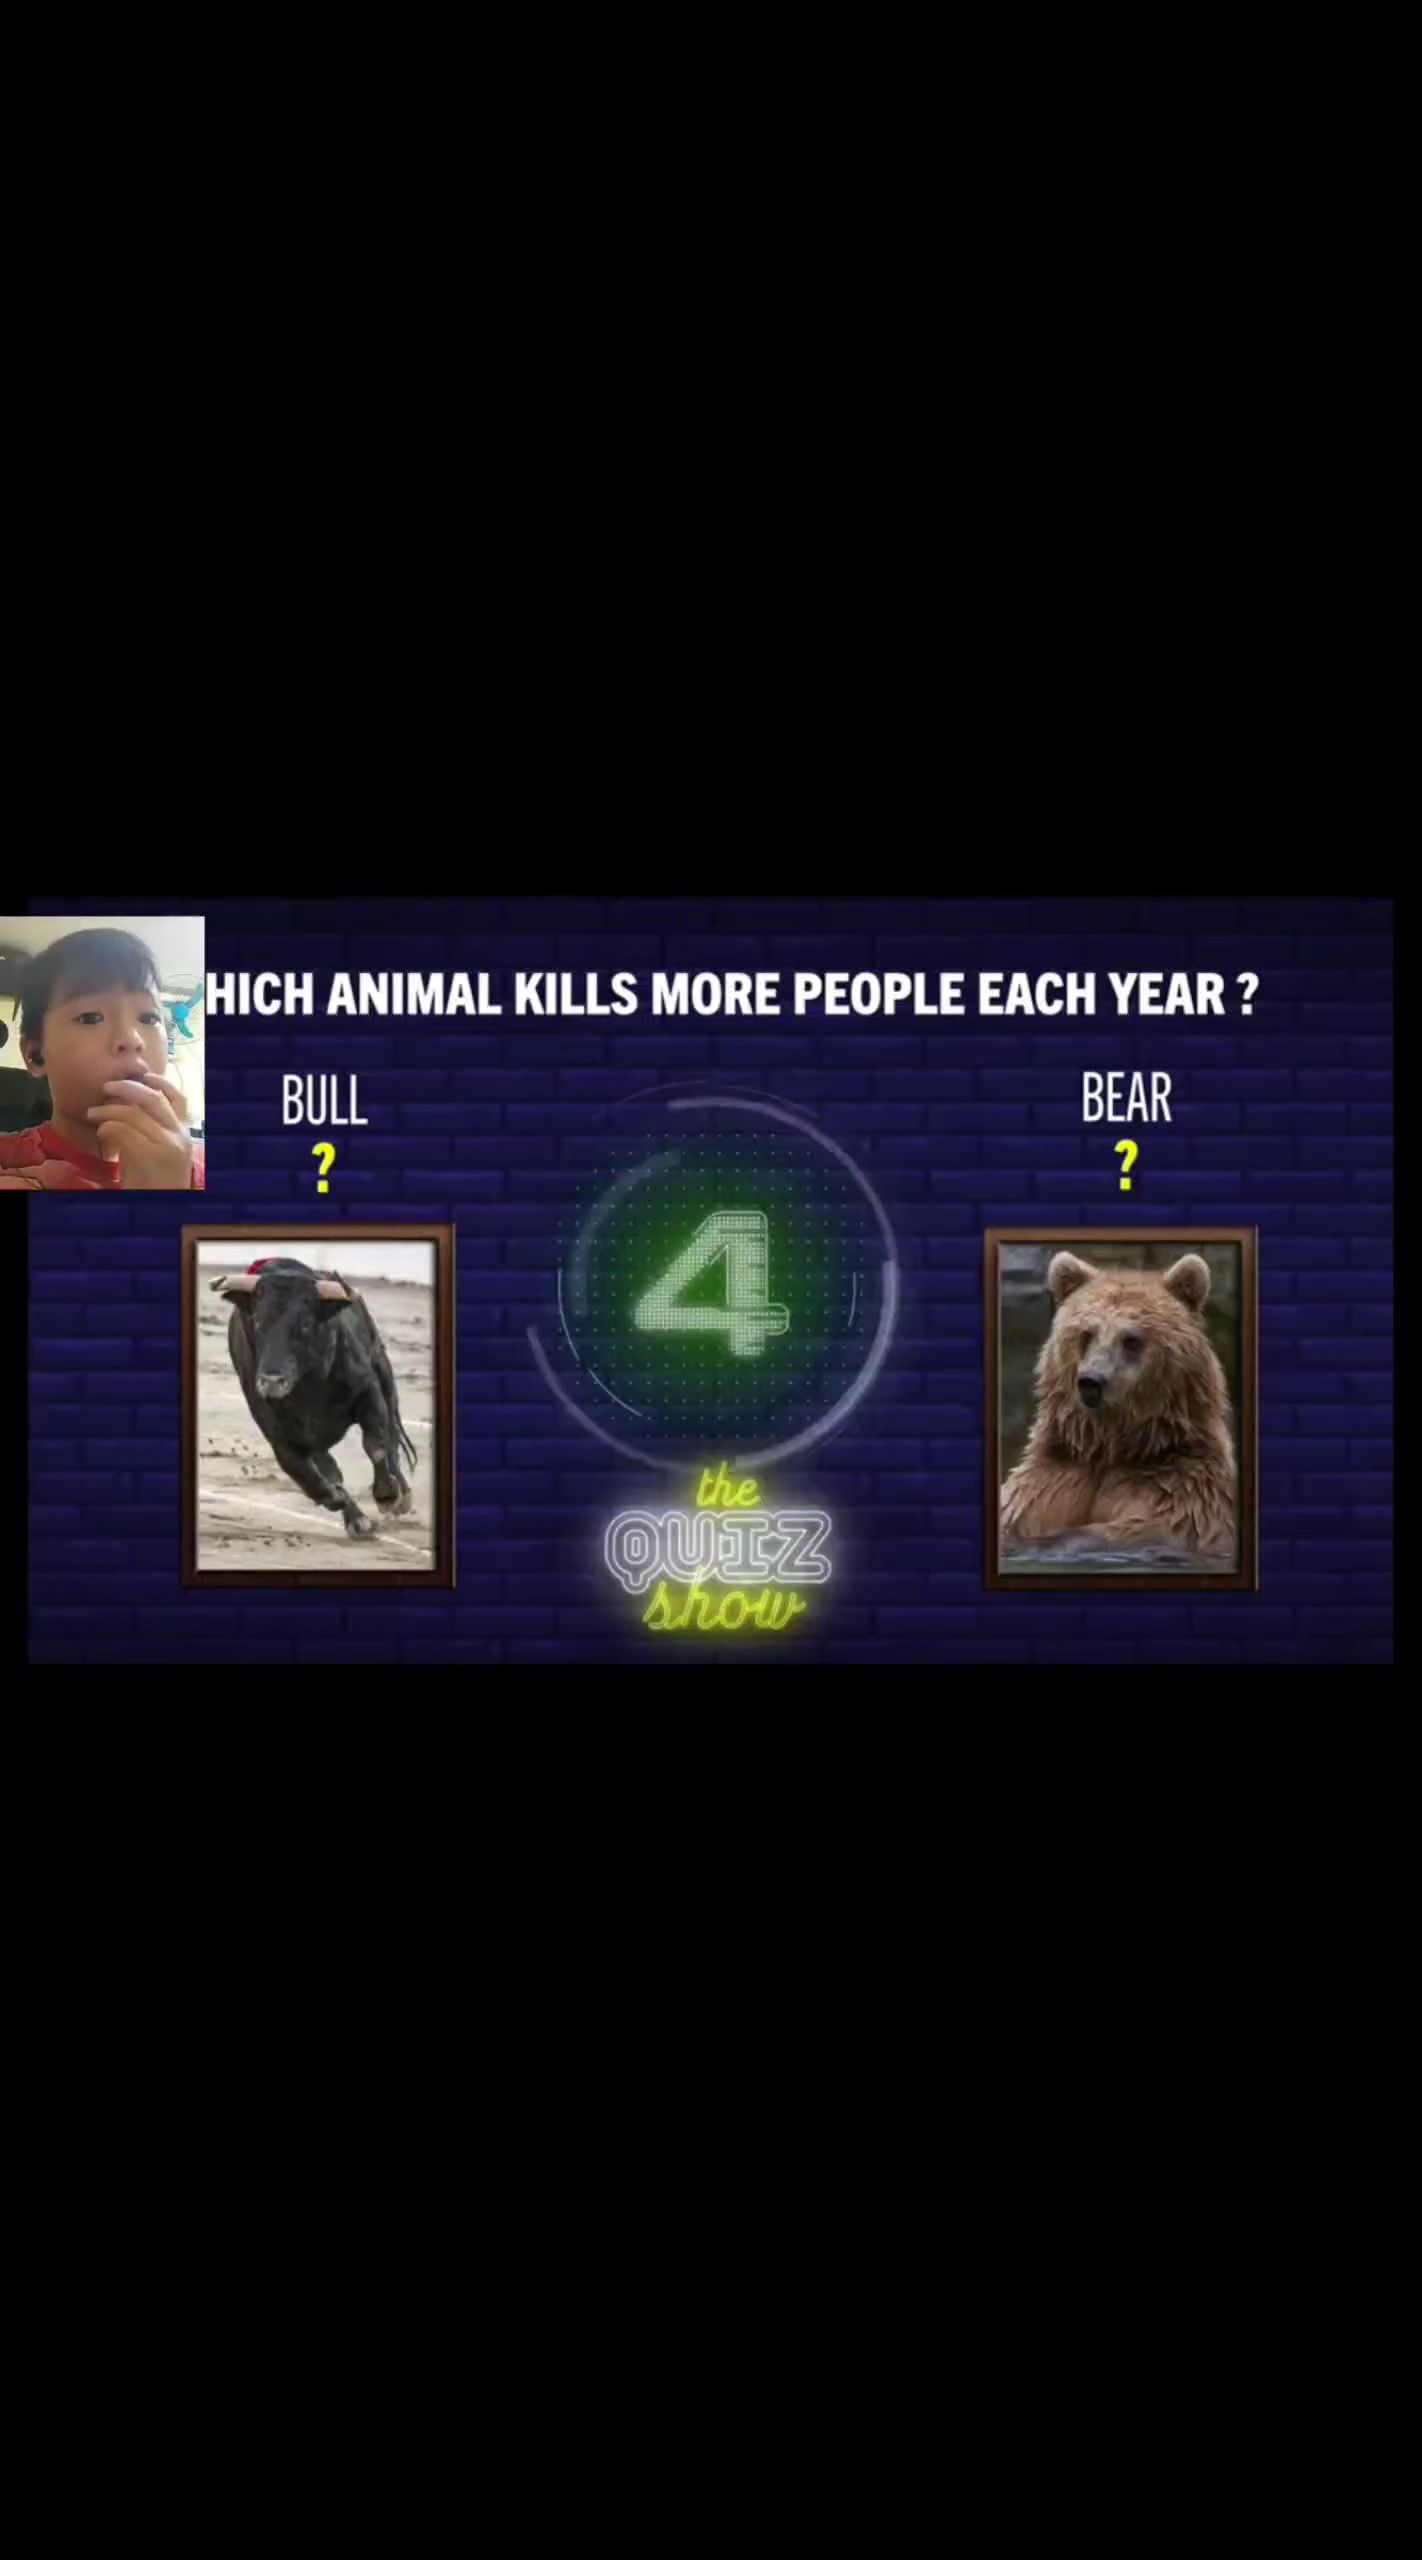 HICH ANIMAL KILLS MORE PEOPLE EACH YEAR ?
BULL
?
BEAR
?
4
the
QUIZ
show